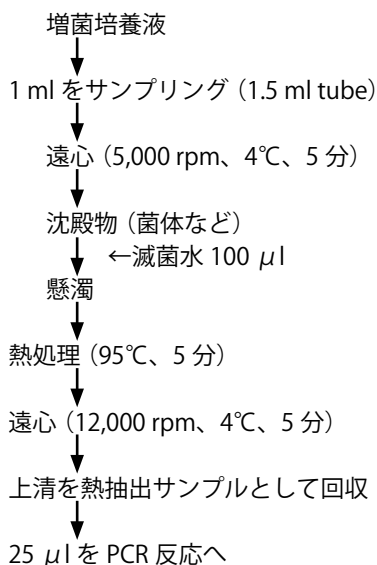 増菌培養液
1 ml をサンプリング（1.5 ml tube）
遠心（5,000 rpm、4℃、5 分）
沈殿物（菌体など）
←滅菌水 100 μl
懸濁
熱処理（95℃、5 分）
遠心（12,000 rpm、4℃、5 分）
上清を熱抽出サンプルとして回収
25 μl を PCR 反応へ